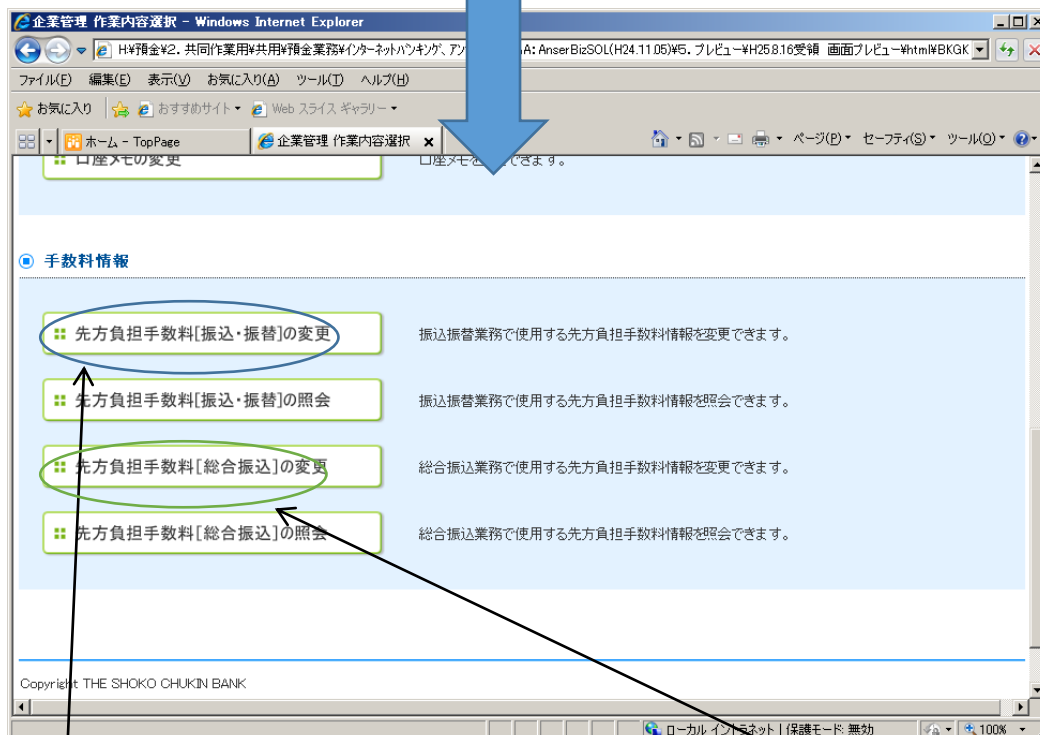 企業管理 作業内容選択 - Windows Internet Explorer
H:¥預金¥2. 共同作業用¥共用¥預金業務¥インターネットバンキング、アン A: AnserBizSOL(H24.11.05)¥5. プレビュー¥H25.8.16受領 画面プレビュー¥html¥BKGK
ファイル(F) 編集(E) 表示(V) お気に入り(A) ツール(T) ヘルプ(H)
お気に入り おすすめサイト Web スライス ギャラリー
ホーム - TopPage 企業管理 作業内容選択 x ページ(P) セーフティ(S) ツール(O)
口座メモの変更 口座メモを できます。
手数料情報
先方負担手数料[振込・振替]の変更 振込振替業務で使用する先方負担手数料情報を変更できます。
先方負担手数料[振込・振替]の照会 振込振替業務で使用する先方負担手数料情報を照会できます。
先方負担手数料[総合振込]の変更 総合振込業務で使用する先方負担手数料情報を変更できます。
先方負担手数料[総合振込]の照会 総合振込業務で使用する先方負担手数料情報を照会できます。
Copyright THE SHOKO CHUKIN BANK
ローカル イントラネット | 保護モード: 無効 100%